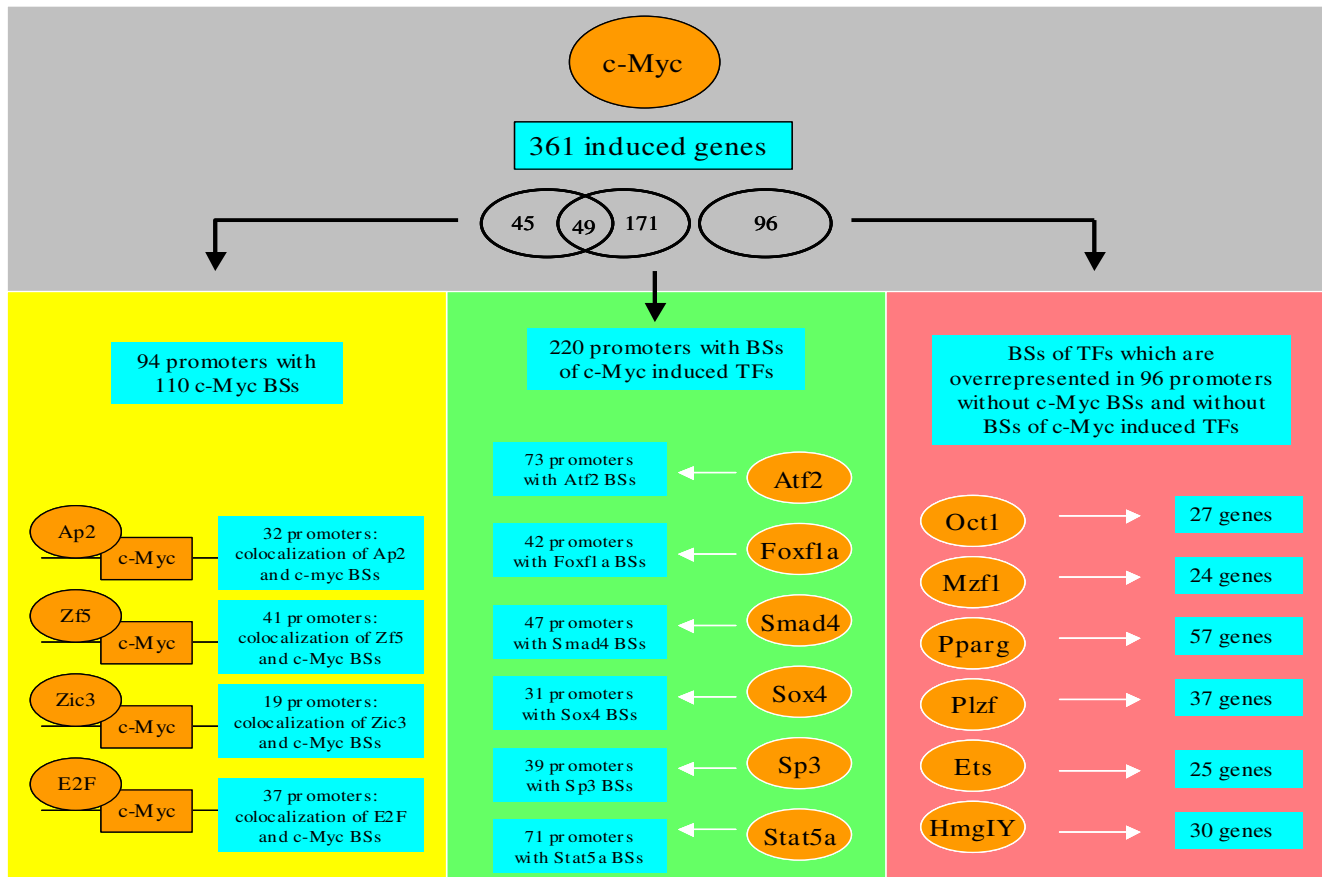 c-Myc
361 induced genes
45
49
171
96
94 promoters with
110 c-Myc BSs
Ap2
c-Myc
32 promoters:
colocalization of Ap2
and c-myc BSs
Zf5
c-Myc
41 promoters:
colocalization of Zf5
and c-Myc BSs
Zic3
c-Myc
19 promoters:
colocalization of Zic3
and c-Myc BSs
E2F
c-Myc
37 promoters:
colocalization of E2F
and c-Myc BSs
220 promoters with BSs
of c-Myc induced TFs
73 promoters
with Atf2 BSs
Atf2
42 promoters
with Foxf1a BSs
Foxf1a
47 promoters
with Smad4 BSs
Smad4
31 promoters
with Sox4 BSs
Sox4
39 promoters
with Sp3 BSs
Sp3
71 promoters
with Stat5a BSs
Stat5a
BSs of TFs which are
overrepresented in 96 promoters
without c-Myc BSs and without
BSs of c-Myc induced TFs
Oct1
27 genes
Mzf1
24 genes
Pparg
57 genes
Plzf
37 genes
Ets
25 genes
HmgIY
30 genes